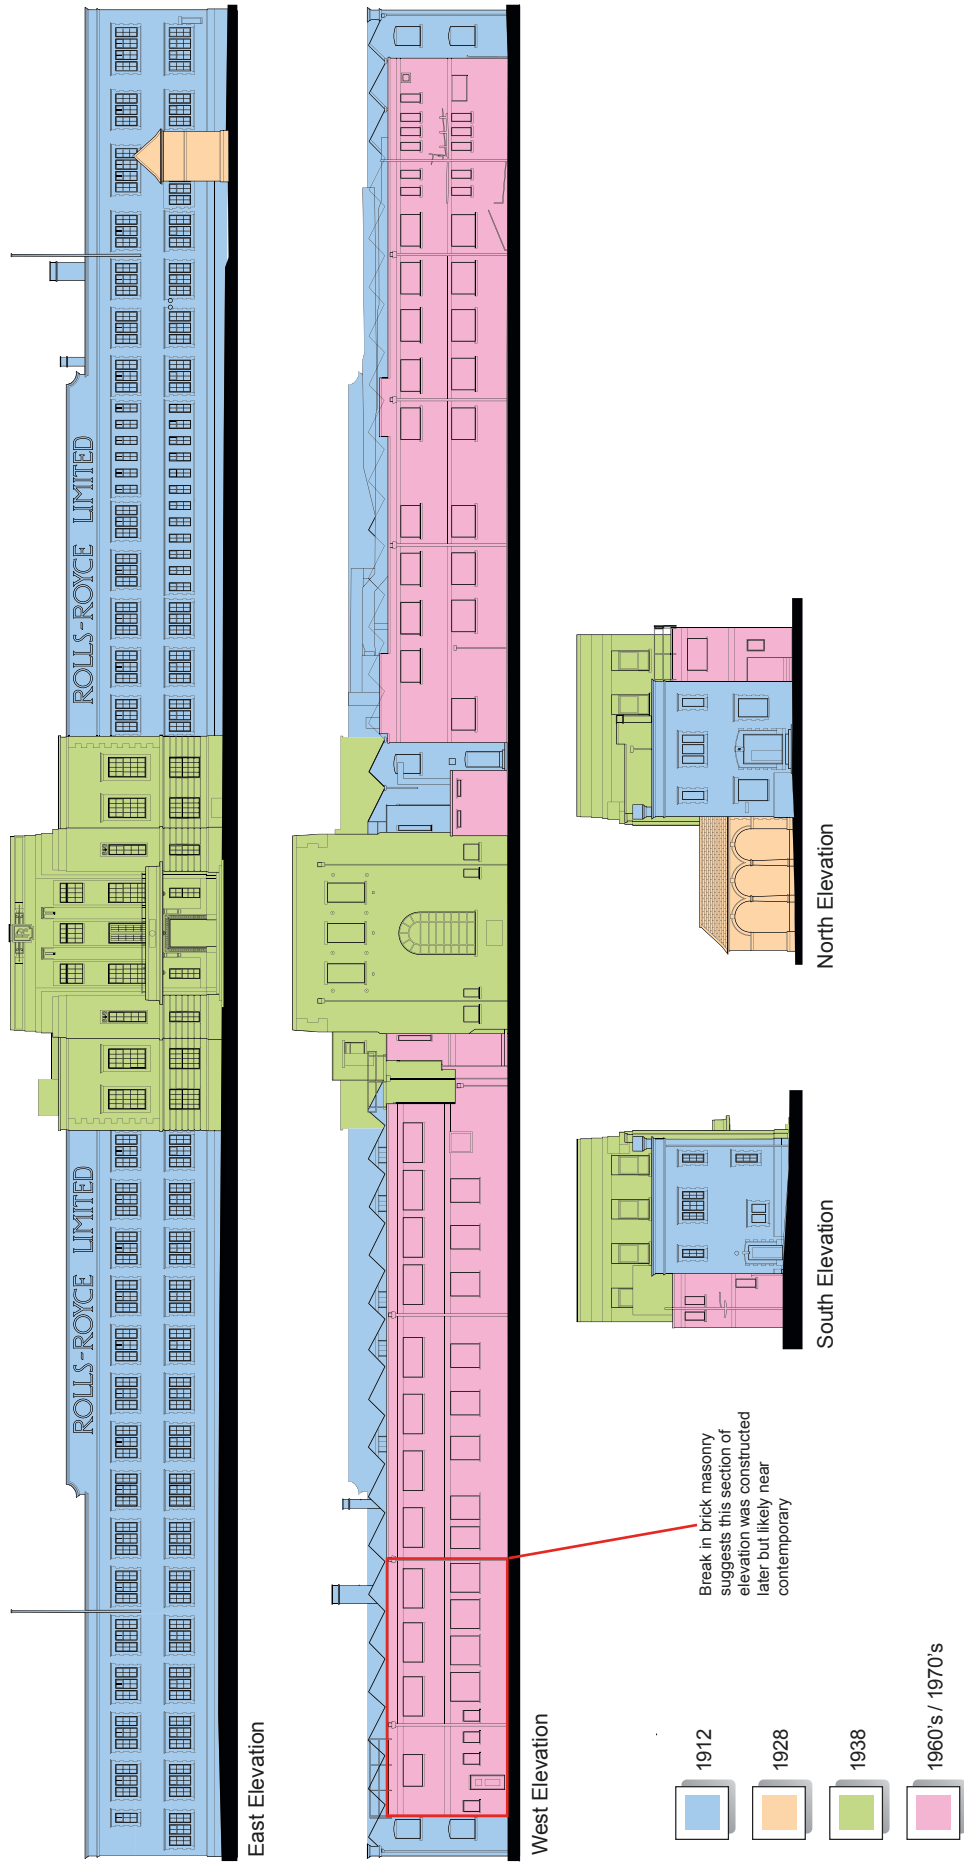 ROLLS-ROYCE LIMITED
ROLLS-ROYCE LIMITED
R
East Elevation
West Elevation
South Elevation
North Elevation
Break in brick masonry
suggests this section of
elevation was constructed
later but likely near
contemporary
1912
1928
1938
1960's / 1970's